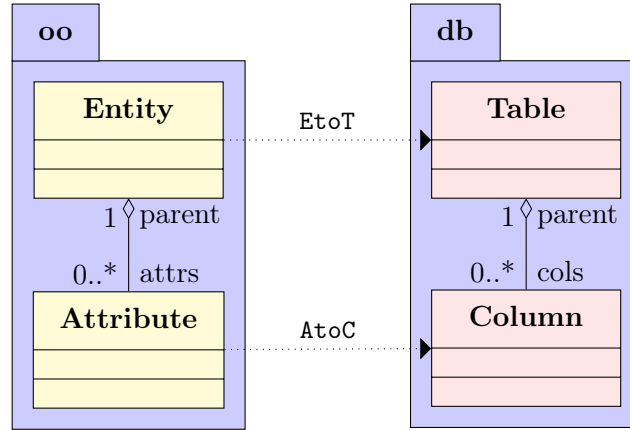 oo
db
Entity
Table
EtoT
1 parent
1 parent
0..* attrs
0..* cols
Attribute
Column
AtoC